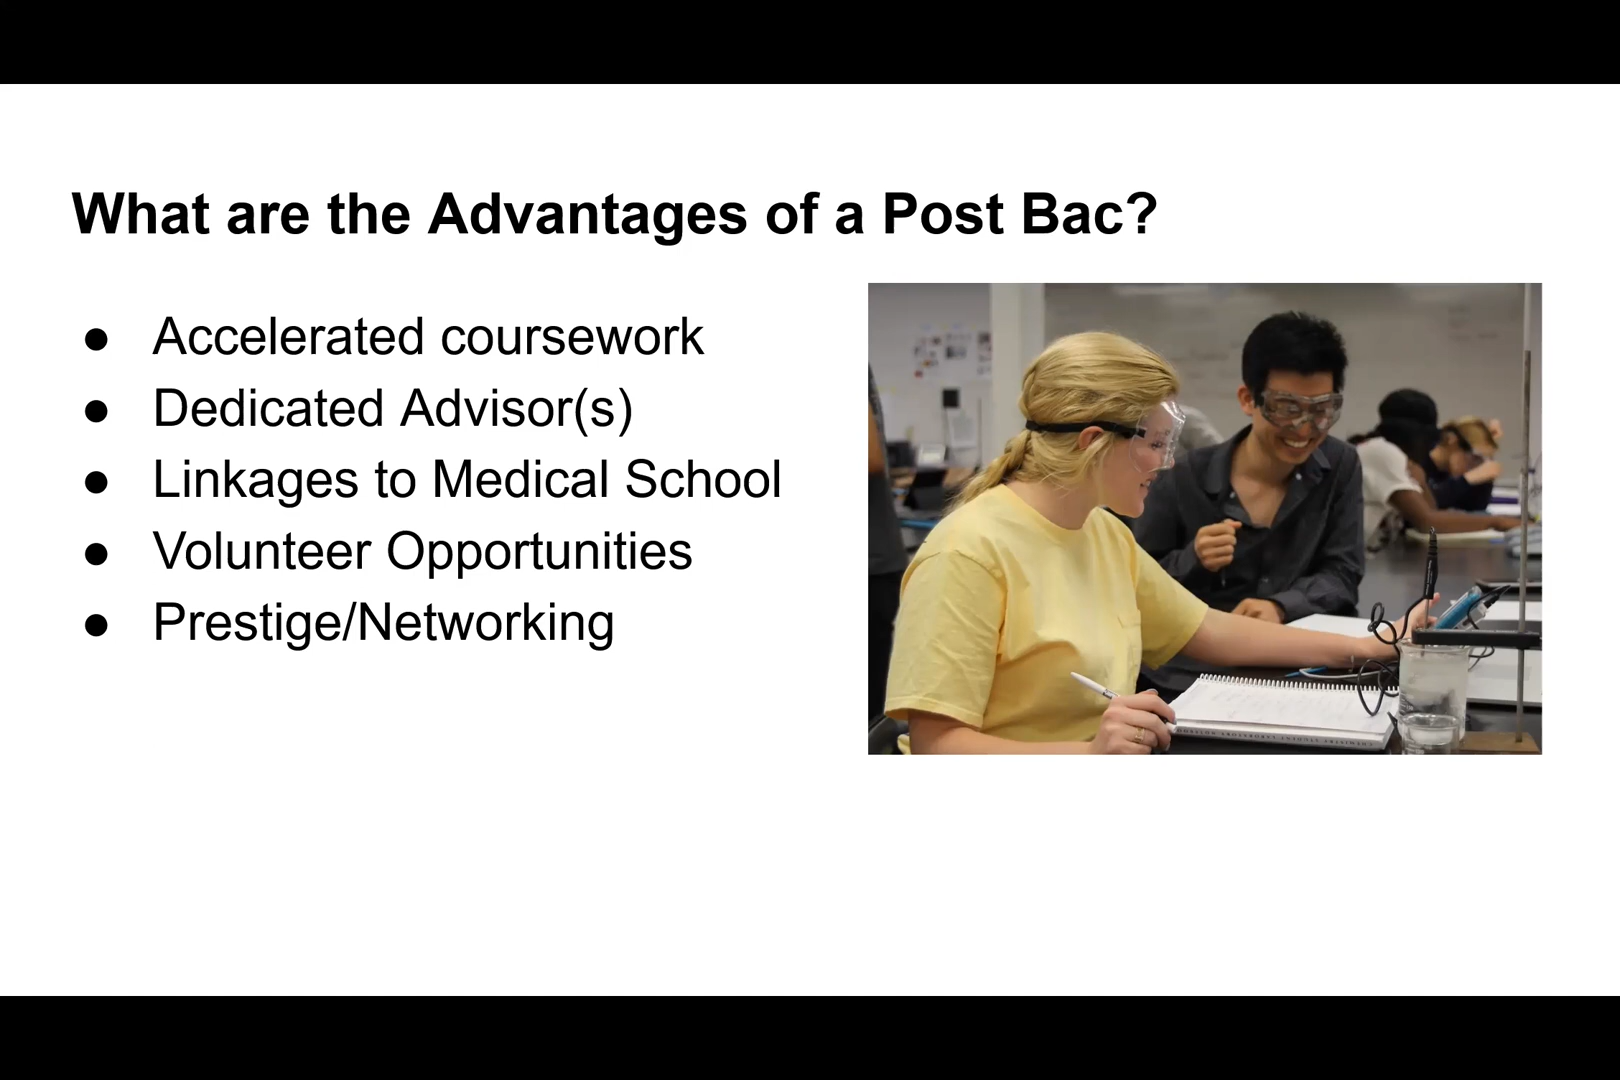 What are the Advantages of a Post Bac?
● Accelerated coursework
● Dedicated Advisor(s)
● Linkages to Medical School
● Volunteer Opportunities
● Prestige/Networking